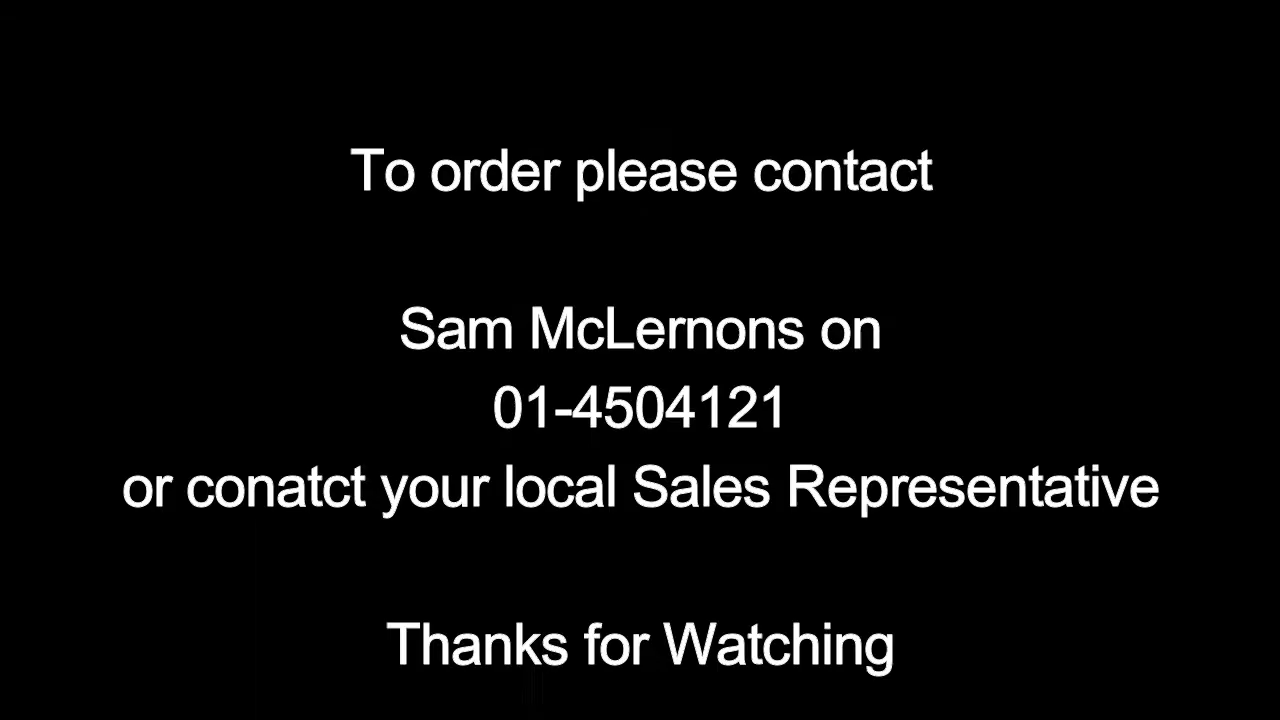 To order please contact
Sam McLernons on
01-4504121
or conatct your local Sales Representative
Thanks for Watching